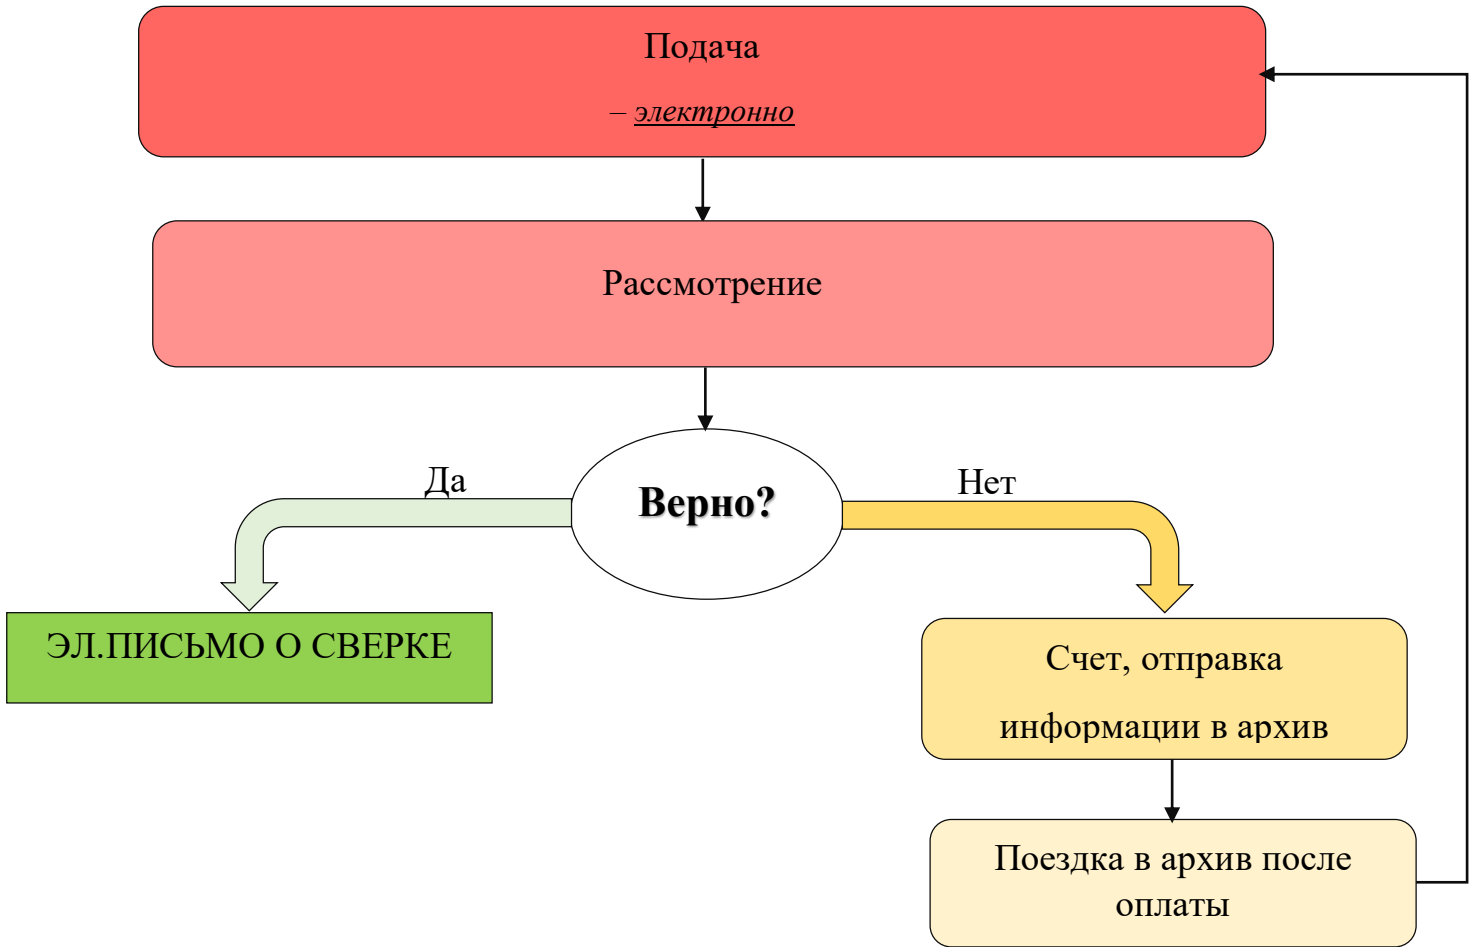 Подача
– электронно
Рассмотрение
Верно?
Да
Нет
ЭЛ.ПИСЬМО О СВЕРКЕ
Счет, отправка
информации в архив
Поездка в архив после
оплаты